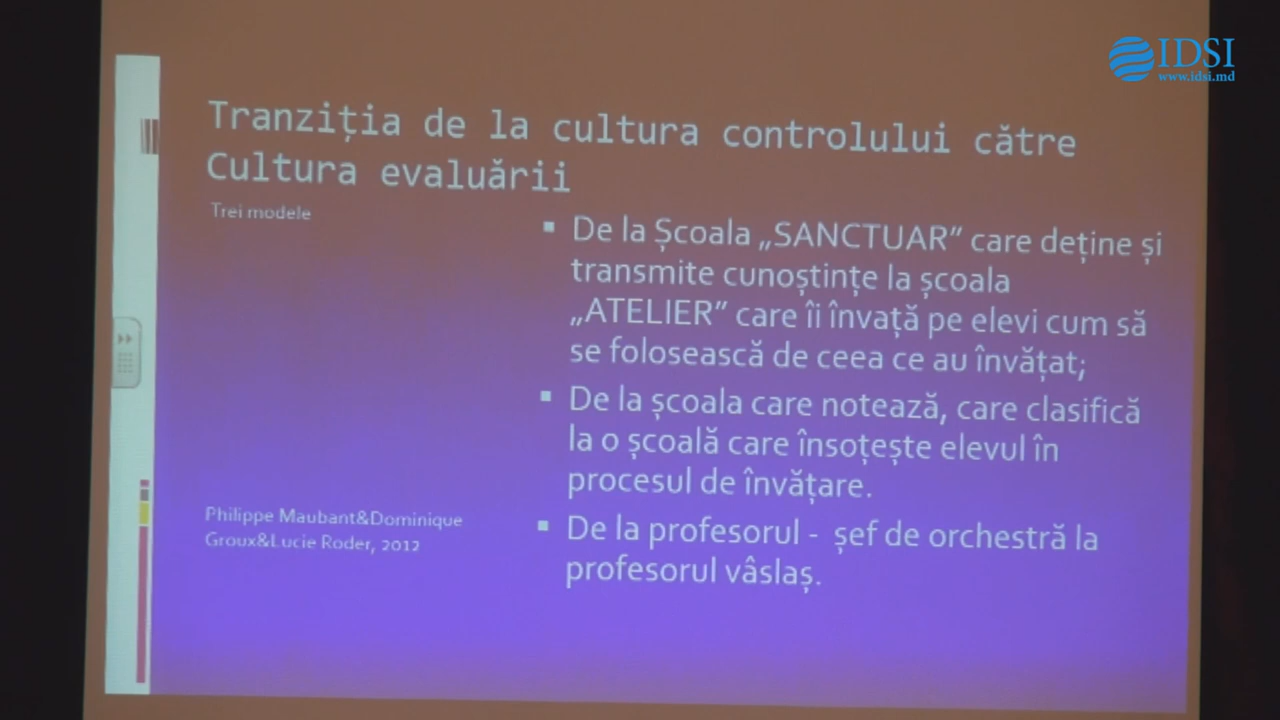 IDSI
www.idsi.md
Tranziția de la cultura controlului către
Cultura evaluării
Trei modele
▪ De la Școala „SANCTUAR” care deține și
transmite cunoștințe la școala
„ATELIER” care îi învață pe elevi cum să
se folosească de ceea ce au învățat;
▪ De la școala care notează, care clasifică
la o școală care însoțește elevul în
procesul de învățare.
▪ De la profesorul - șef de orchestră la
profesorul vâslaș.
Philippe Maubant&Dominique
Groux&Lucie Roder, 2012